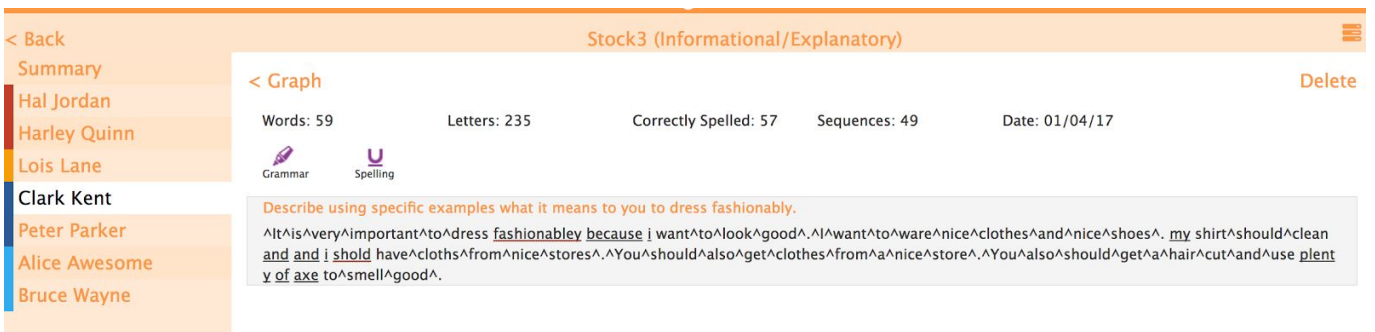 < Back
Stock3 (Informational/Explanatory)
Summary
Hal Jordan
Harley Quinn
Lois Lane
Clark Kent
Peter Parker
Alice Awesome
Bruce Wayne
< Graph
Delete
Words: 59 Letters: 235 Correctly Spelled: 57 Sequences: 49 Date: 01/04/17
Grammar
U
Spelling
Describe using specific examples what it means to you to dress fashionably.
^It^is^very^important^to^dress fashionabley because i want^to^look^good^.^I^want^to^ware^nice^clothes^and^nice^shoes^. my shirt^should^clean
and and i shold have^cloths^from^nice^stores^.^You^should^also^get^clothes^from^a^nice^store^.^You^also^should^get^a^hair^cut^and^use plent
y of axe to^smell^good^.